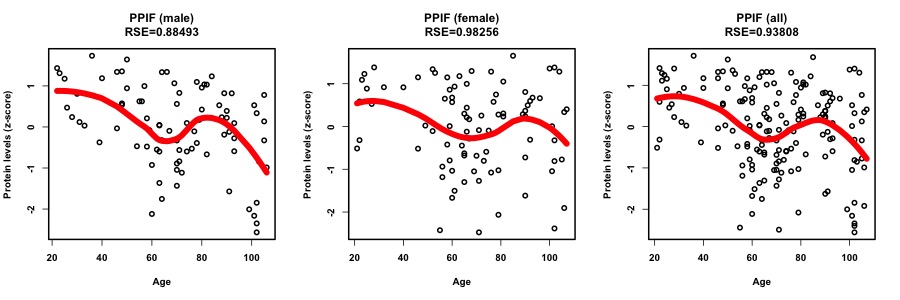 PPIF (male)
RSE=0.88493
Protein levels (z-score)
1
0
-1
-2
20
40
60
80
100
Age
PPIF (female)
RSE=0.98256
Protein levels (z-score)
1
0
-1
-2
20
40
60
80
100
Age
PPIF (all)
RSE=0.93808
Protein levels (z-score)
1
0
-1
-2
20
40
60
80
100
Age